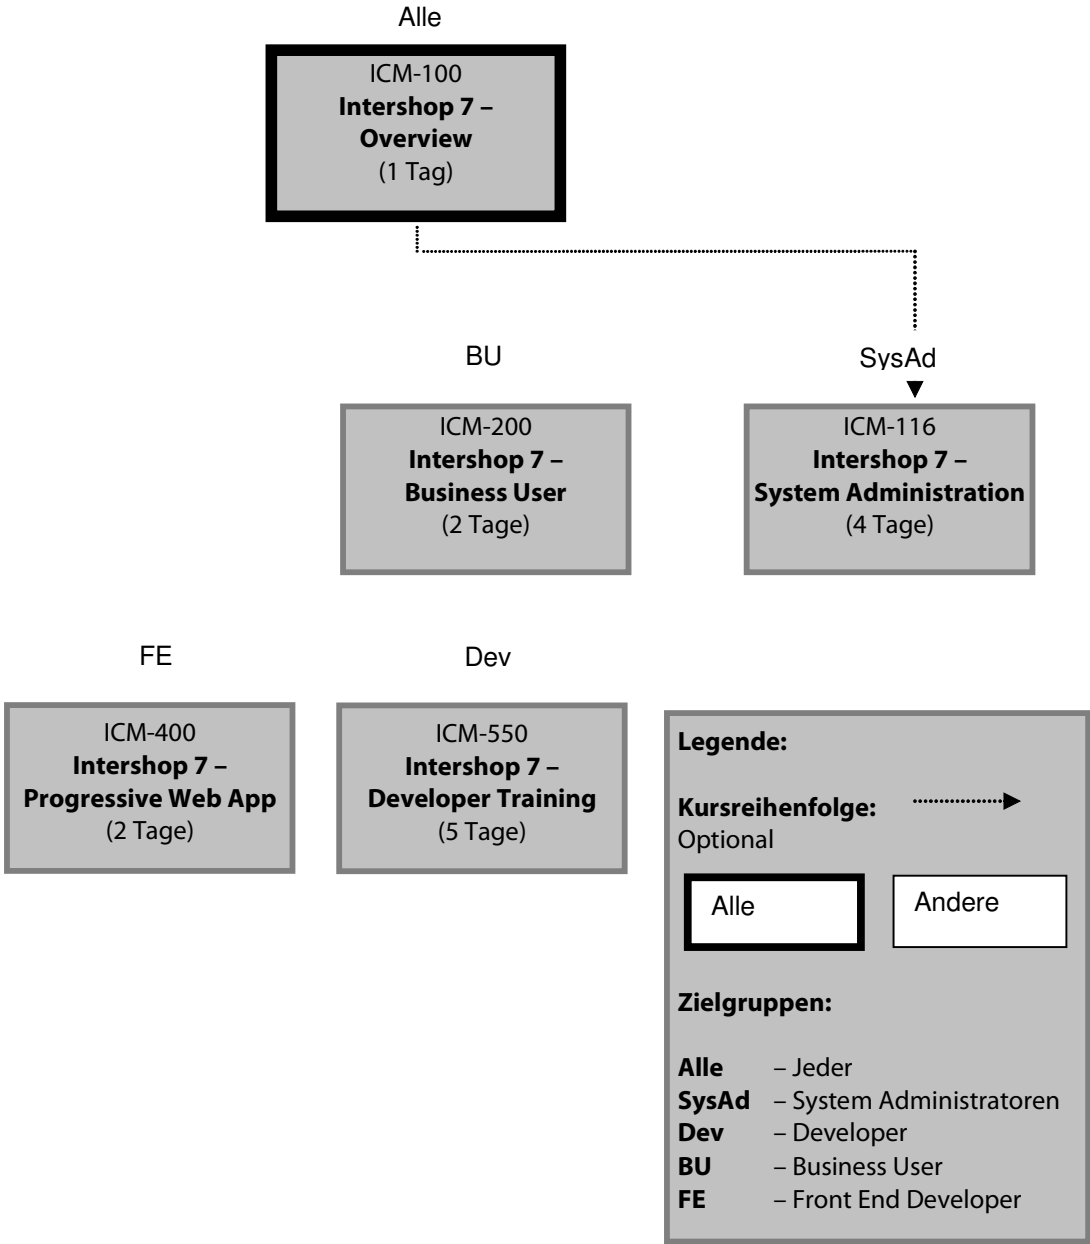 Alle
ICM-100
Intershop 7 –
Overview
(1 Tag)
BU
SysAd
ICM-200
Intershop 7 –
Business User
(2 Tage)
ICM-116
Intershop 7 –
System Administration
(4 Tage)
FE
Dev
ICM-400
Intershop 7 –
Progressive Web App
(2 Tage)
ICM-550
Intershop 7 –
Developer Training
(5 Tage)
Legende:
Kursreihenfolge:
Optional
Alle
Andere
Zielgruppen:
Alle – Jeder
SysAd – System Administratoren
Dev – Developer
BU – Business User
FE – Front End Developer